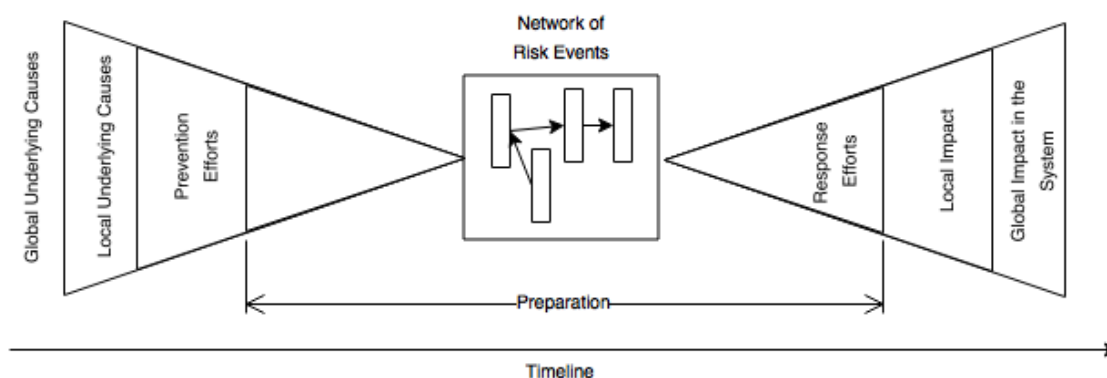 Network of
Risk Events
Global Underlying Causes
Local Underlying Causes
Prevention
Efforts
Response
Efforts
Local Impact
Global Impact in the
System
Preparation
Timeline